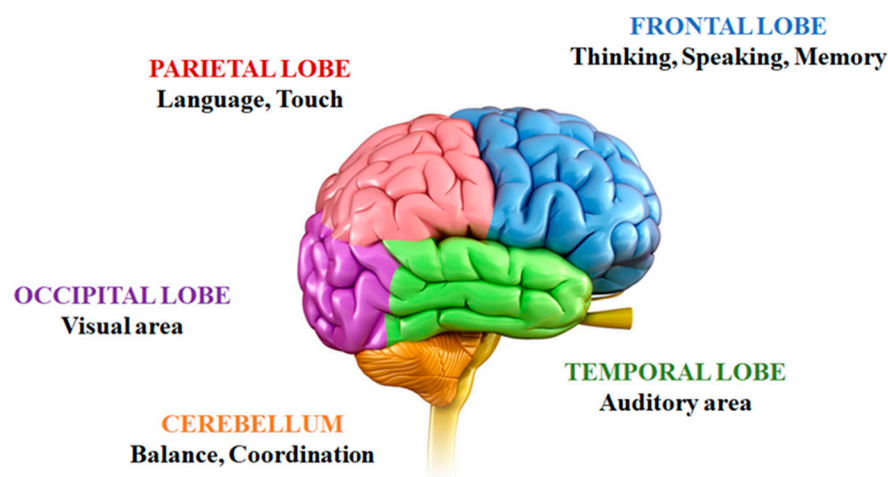 FRONTAL LOBE
Thinking, Speaking, Memory
PARIETAL LOBE
Language, Touch
OCCIPITAL LOBE
Visual area
TEMPORAL LOBE
Auditory area
CEREBELLUM
Balance, Coordination